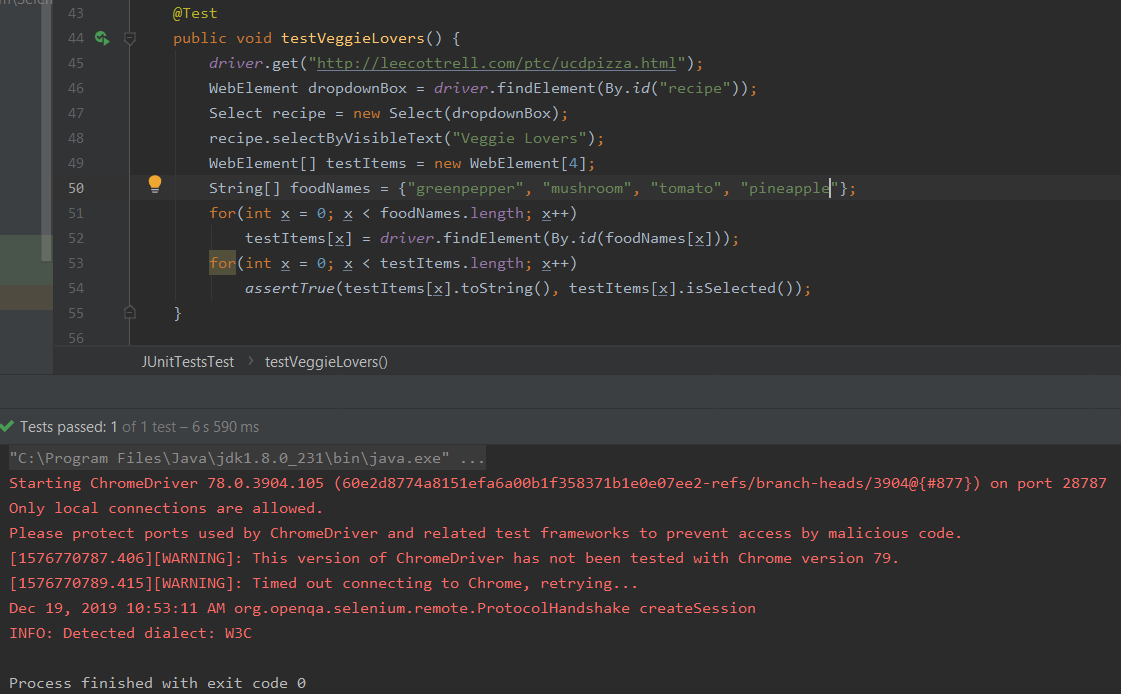 43 @Test
44 public void testVeggieLovers() {
45 driver.get("http://leecottrell.com/ptc/ucdpizza.html");
46 WebElement dropdownBox = driver.findElement(By.id("recipe"));
47 Select recipe = new Select(dropdownBox);
48 recipe.selectByVisibleText("Veggie Lovers");
49 WebElement[] testItems = new WebElement[4];
50 String[] foodNames = {"greenpepper", "mushroom", "tomato", "pineapple"};
51 for(int x = 0; x < foodNames.length; x++)
52 testItems[x] = driver.findElement(By.id(foodNames[x]));
53 for(int x = 0; x < testItems.length; x++)
54 assertTrue(testItems[x].toString(), testItems[x].isSelected());
55 }
56
JUnitTestsTest › testVeggieLovers()
Tests passed: 1 of 1 test – 6 s 590 ms
"C:\Program Files\Java\jdk1.8.0_231\bin\java.exe" ...
Starting ChromeDriver 78.0.3904.105 (60e2d8774a8151efa6a00b1f358371b1e0e07ee2-refs/branch-heads/3904@{#877}) on port 28787
Only local connections are allowed.
Please protect ports used by ChromeDriver and related test frameworks to prevent access by malicious code.
[1576770787.406][WARNING]: This version of ChromeDriver has not been tested with Chrome version 79.
[1576770789.415][WARNING]: Timed out connecting to Chrome, retrying...
Dec 19, 2019 10:53:11 AM org.openqa.selenium.remote.ProtocolHandshake createSession
INFO: Detected dialect: W3C
Process finished with exit code 0